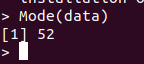 > Mode(data)
[1] 52
>